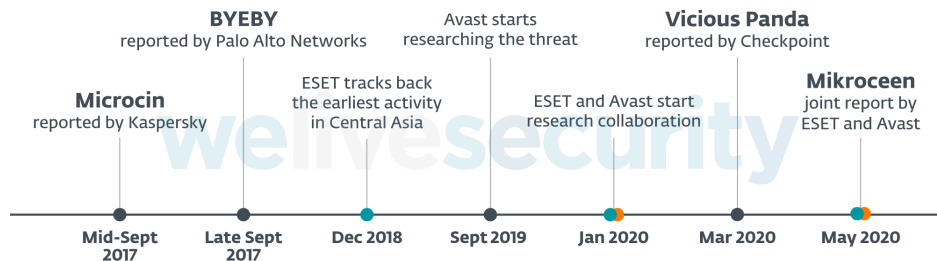 BYEBY
reported by Palo Alto Networks
Avast starts
researching the threat
Vicious Panda
reported by Checkpoint
Microcin
reported by Kaspersky
ESET tracks back
the earliest activity
in Central Asia
ESET and Avast start
research collaboration
Mikroceen
joint report by
ESET and Avast
welivesecurity
Mid-Sept
2017
Late Sept
2017
Dec 2018
Sept 2019
Jan 2020
Mar 2020
May 2020